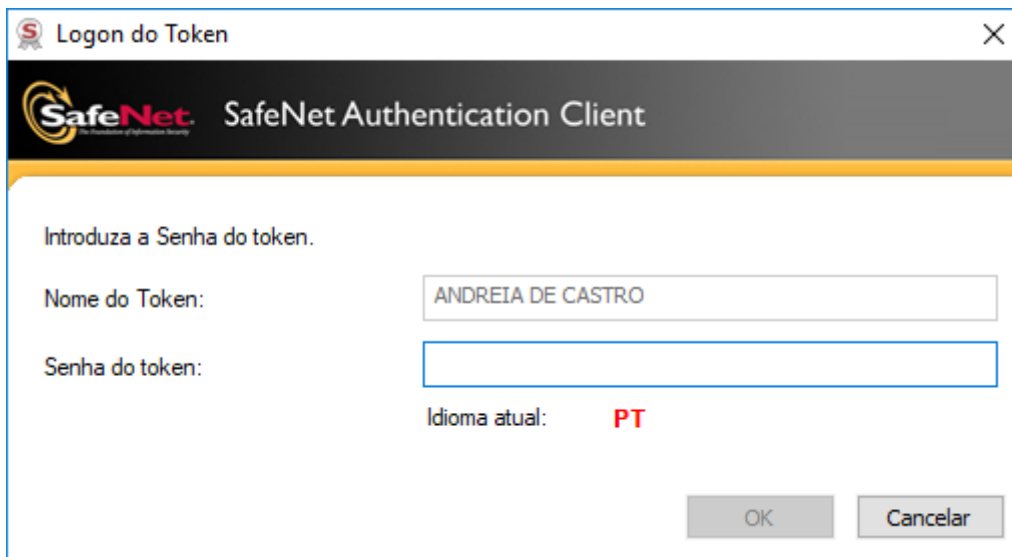 S Logon do Token
SafeNet. SafeNet Authentication Client
The Foundation of Information Security
Introduza a Senha do token.
Nome do Token: ANDREIA DE CASTRO
Senha do token:
Idioma atual: PT
OK Cancelar